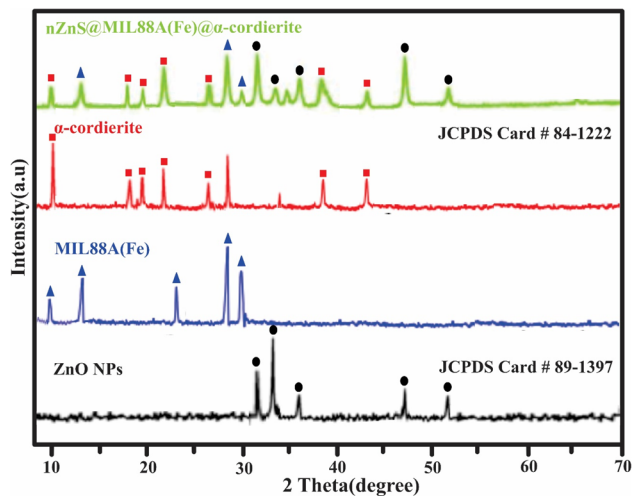 nZnS@MIL88A(Fe)@α-cordierite
JCPDS Card # 84-1222
α-cordierite
MIL88A(Fe)
ZnO NPs
JCPDS Card # 89-1397
Intensity(a.u)
10 20 30 40 50 60 70
2 Theta(degree)